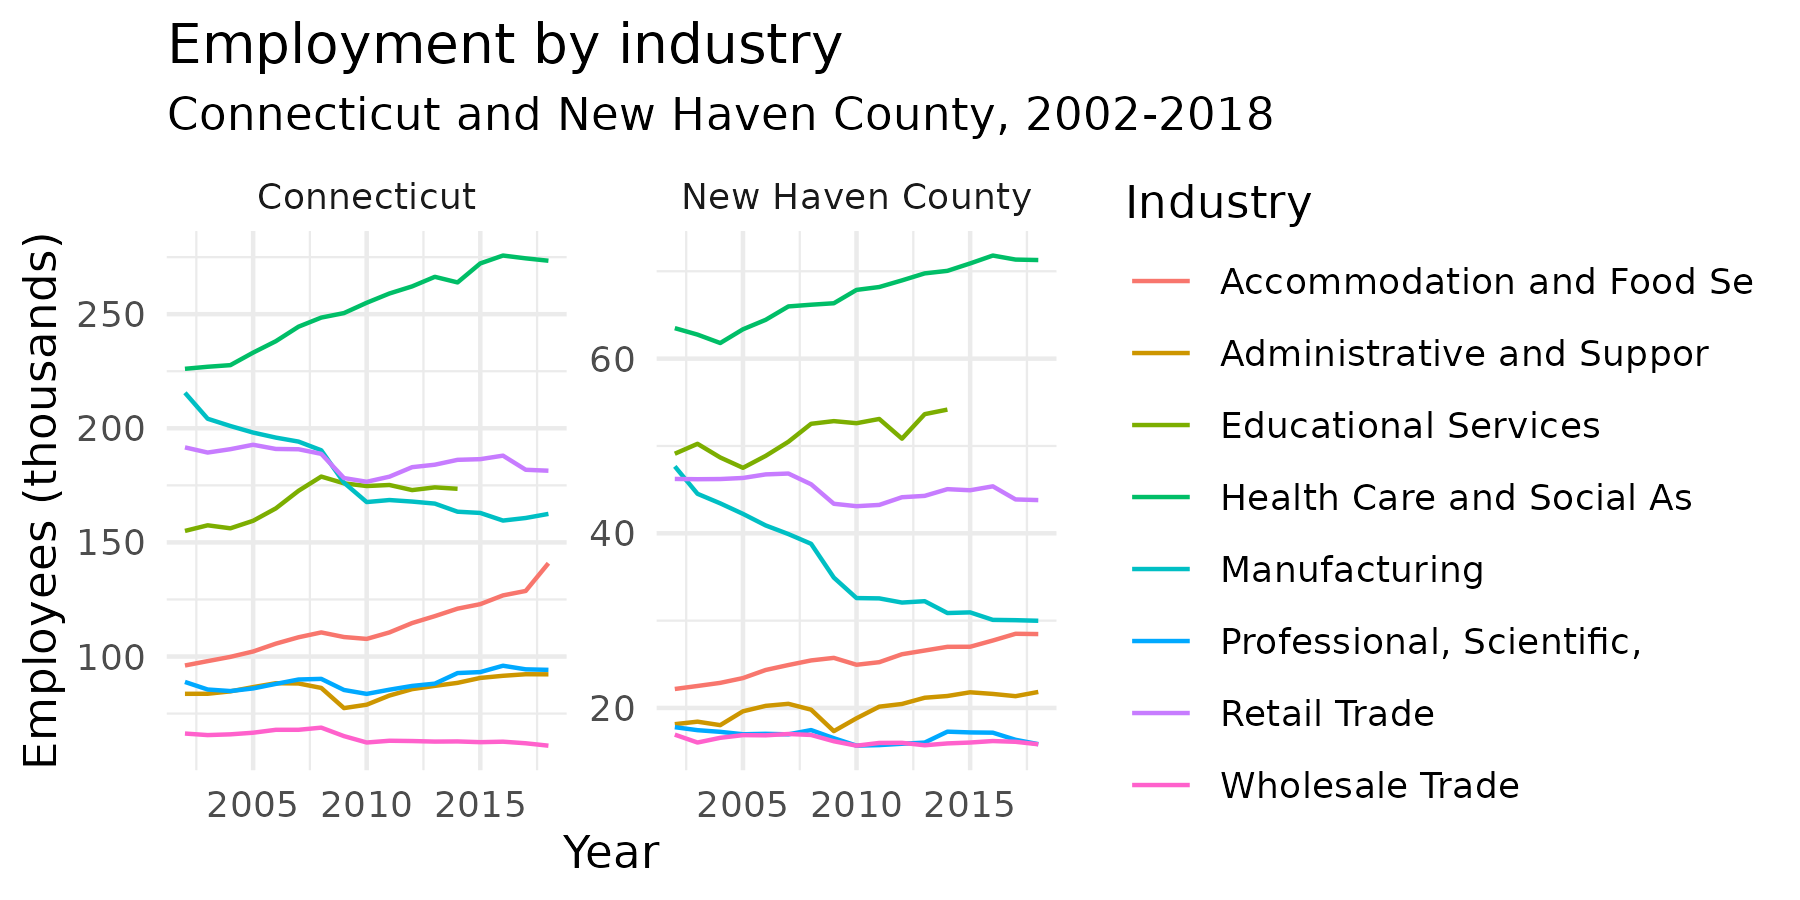 Employment by industry
Connecticut and New Haven County, 2002-2018
Connecticut
New Haven County
Employees (thousands)
250
200
150
100
60
40
20
2005 2010 2015
2005 2010 2015
Year
Industry
Accommodation and Food Se
Administrative and Suppor
Educational Services
Health Care and Social As
Manufacturing
Professional, Scientific,
Retail Trade
Wholesale Trade